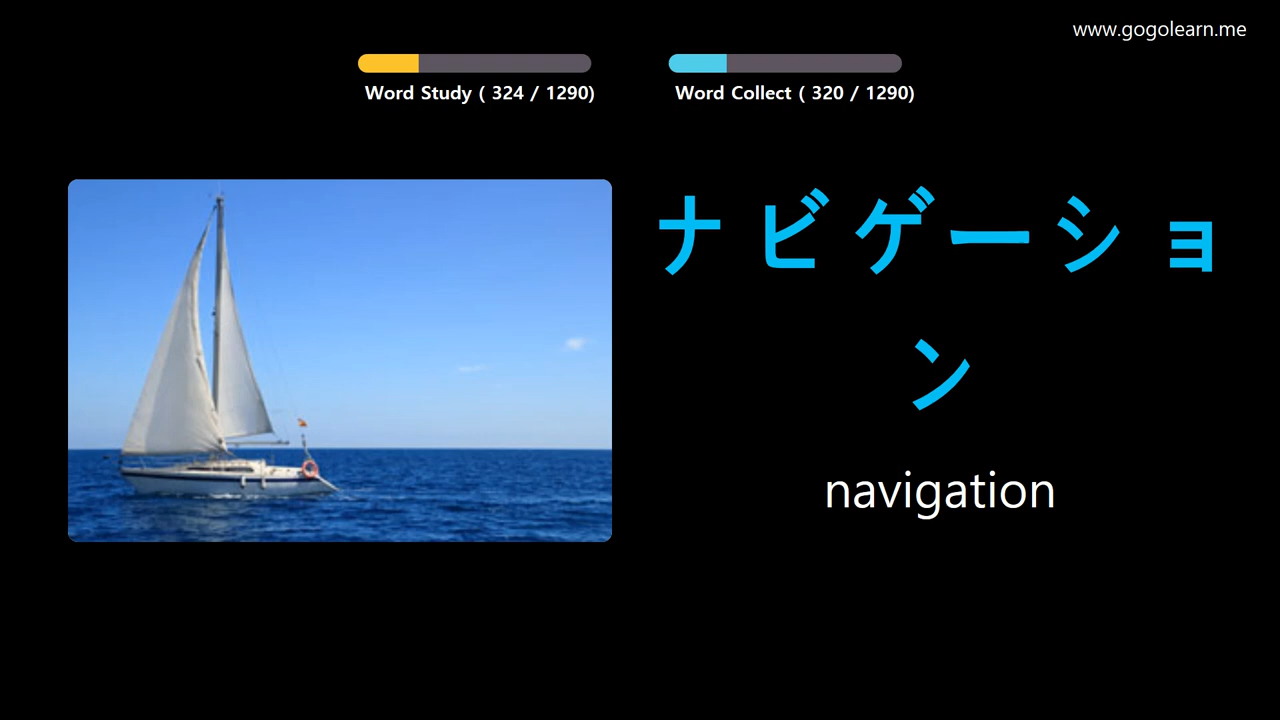 www.gogolearn.me
Word Study ( 324 / 1290)
Word Collect ( 320 / 1290)
ナビゲーショ
ン
navigation